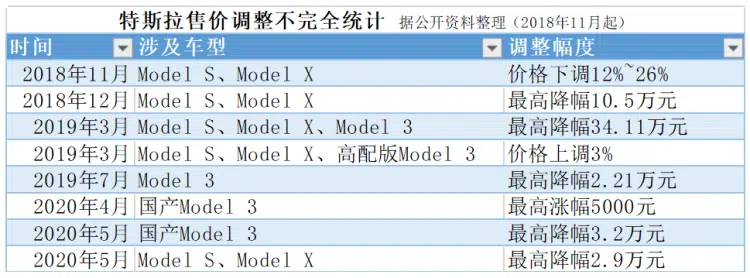 特斯拉售价调整不完全统计 据公开资料整理（2018年11月起）
时间 涉及车型 调整幅度
2018年11月 Model S、Model X 价格下调12%~26%
2018年12月 Model S、Model X 最高降幅10.5万元
2019年3月 Model S、Model X、Model 3 最高降幅34.11万元
2019年3月 Model S、Model X、高配版Model 3 价格上调3%
2019年7月 Model 3 最高降幅2.21万元
2020年4月 国产Model 3 最高涨幅5000元
2020年5月 国产Model 3 最高降幅3.2万元
2020年5月 Model S、Model X 最高降幅2.9万元